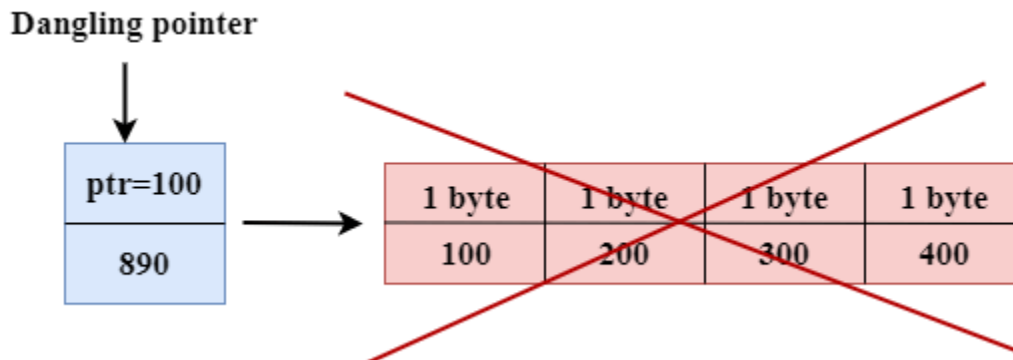 Dangling pointer
ptr=100
890
1 byte 1 byte 1 byte 1 byte
100 200 300 400